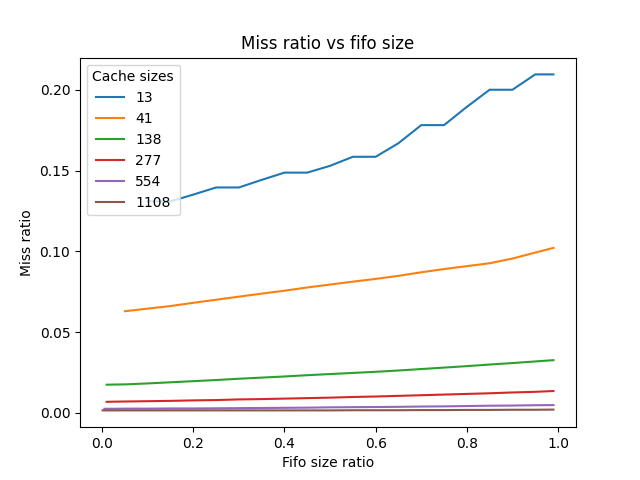 Miss ratio vs fifo size
Cache sizes
13
41
138
277
554
1108
0.20
0.15
0.10
0.05
0.00
Miss ratio
0.0 0.2 0.4 0.6 0.8 1.0
Fifo size ratio